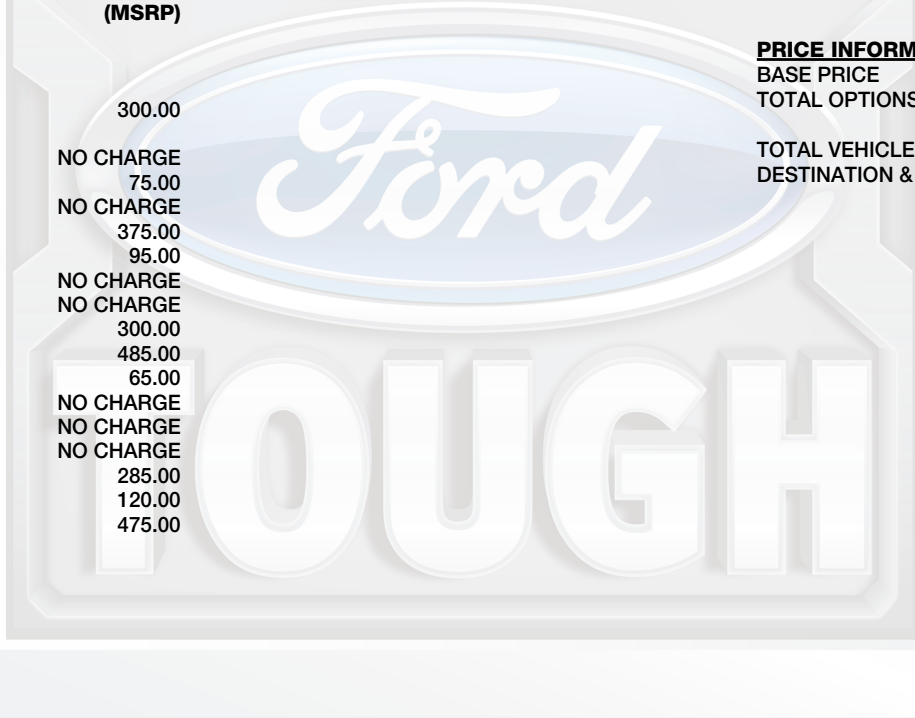 (MSRP)
300.00
NO CHARGE
75.00
NO CHARGE
375.00
95.00
NO CHARGE
NO CHARGE
300.00
485.00
65.00
NO CHARGE
NO CHARGE
NO CHARGE
285.00
120.00
475.00
PRICE INFORM
BASE PRICE
TOTAL OPTIONS
TOTAL VEHICLE
DESTINATION &
Ford
TOUGH